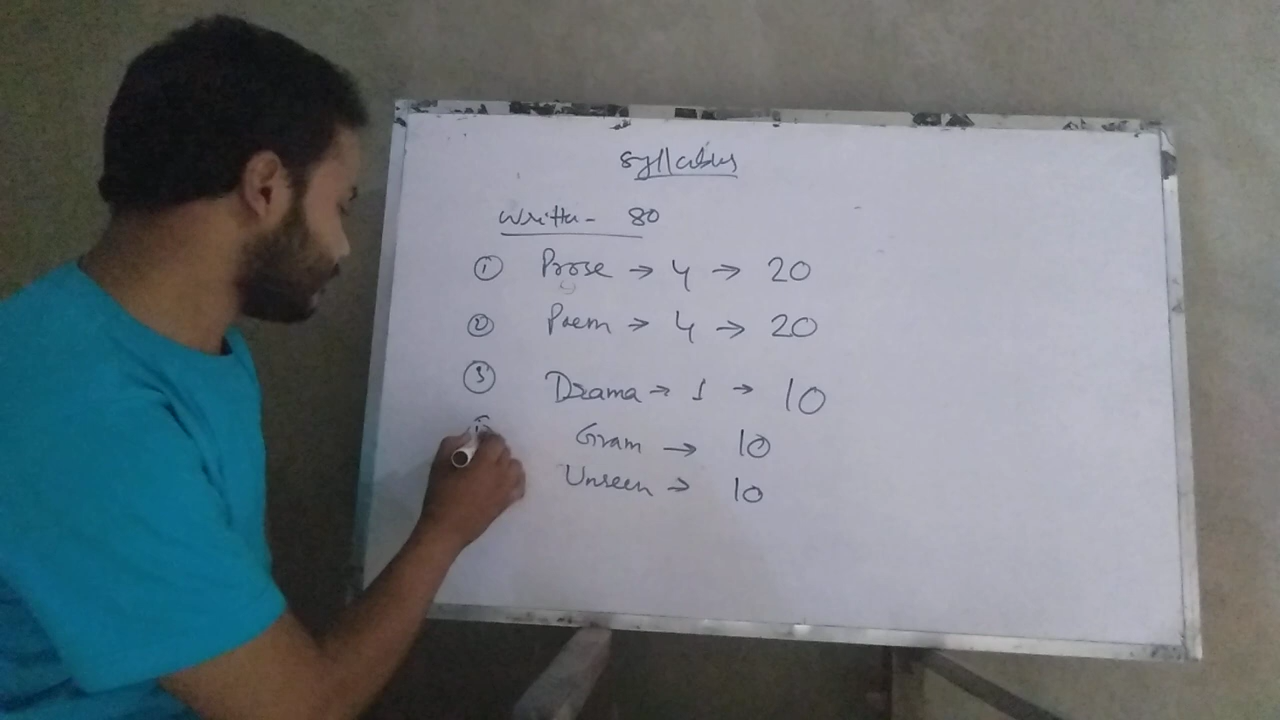 Syllabus
Written - 80
① Prose → 4 → 20
② Poem → 4 → 20
③ Drama → 1 → 10
Gram → 10
Unseen → 10